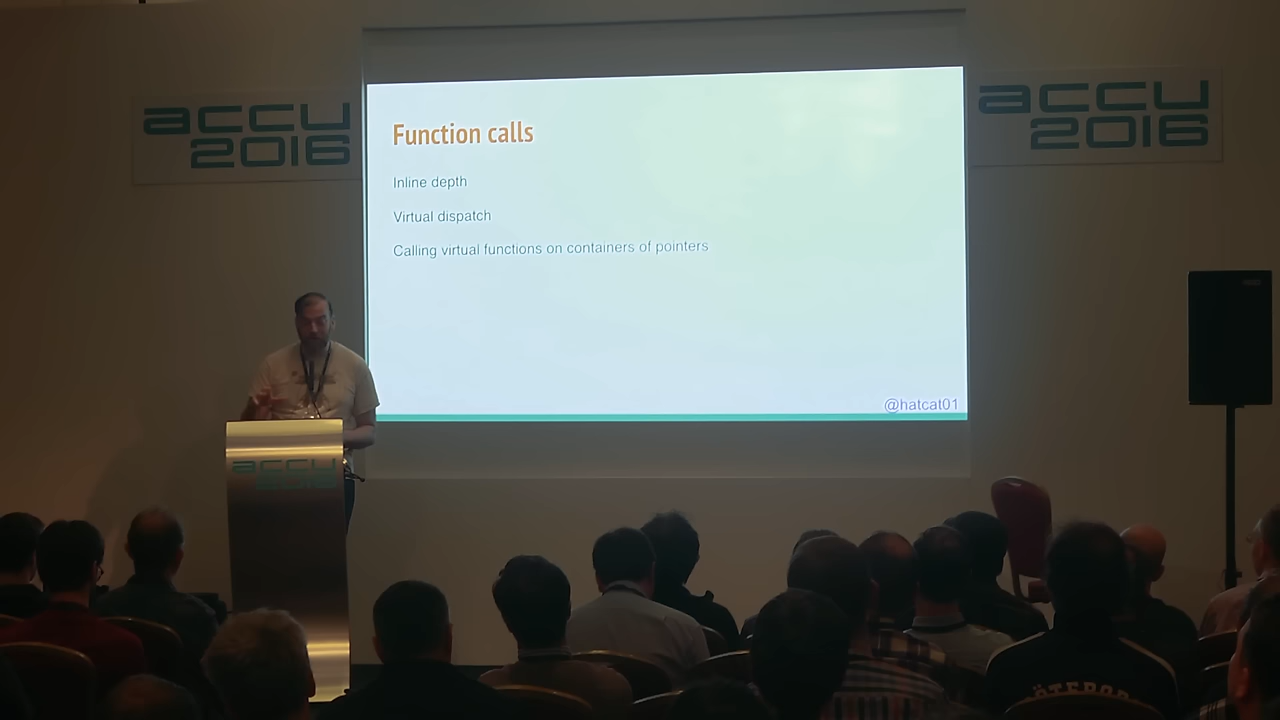 accu
2016
accu
2016
Function calls
Inline depth
Virtual dispatch
Calling virtual functions on containers of pointers
@hatcat01
accu
2016